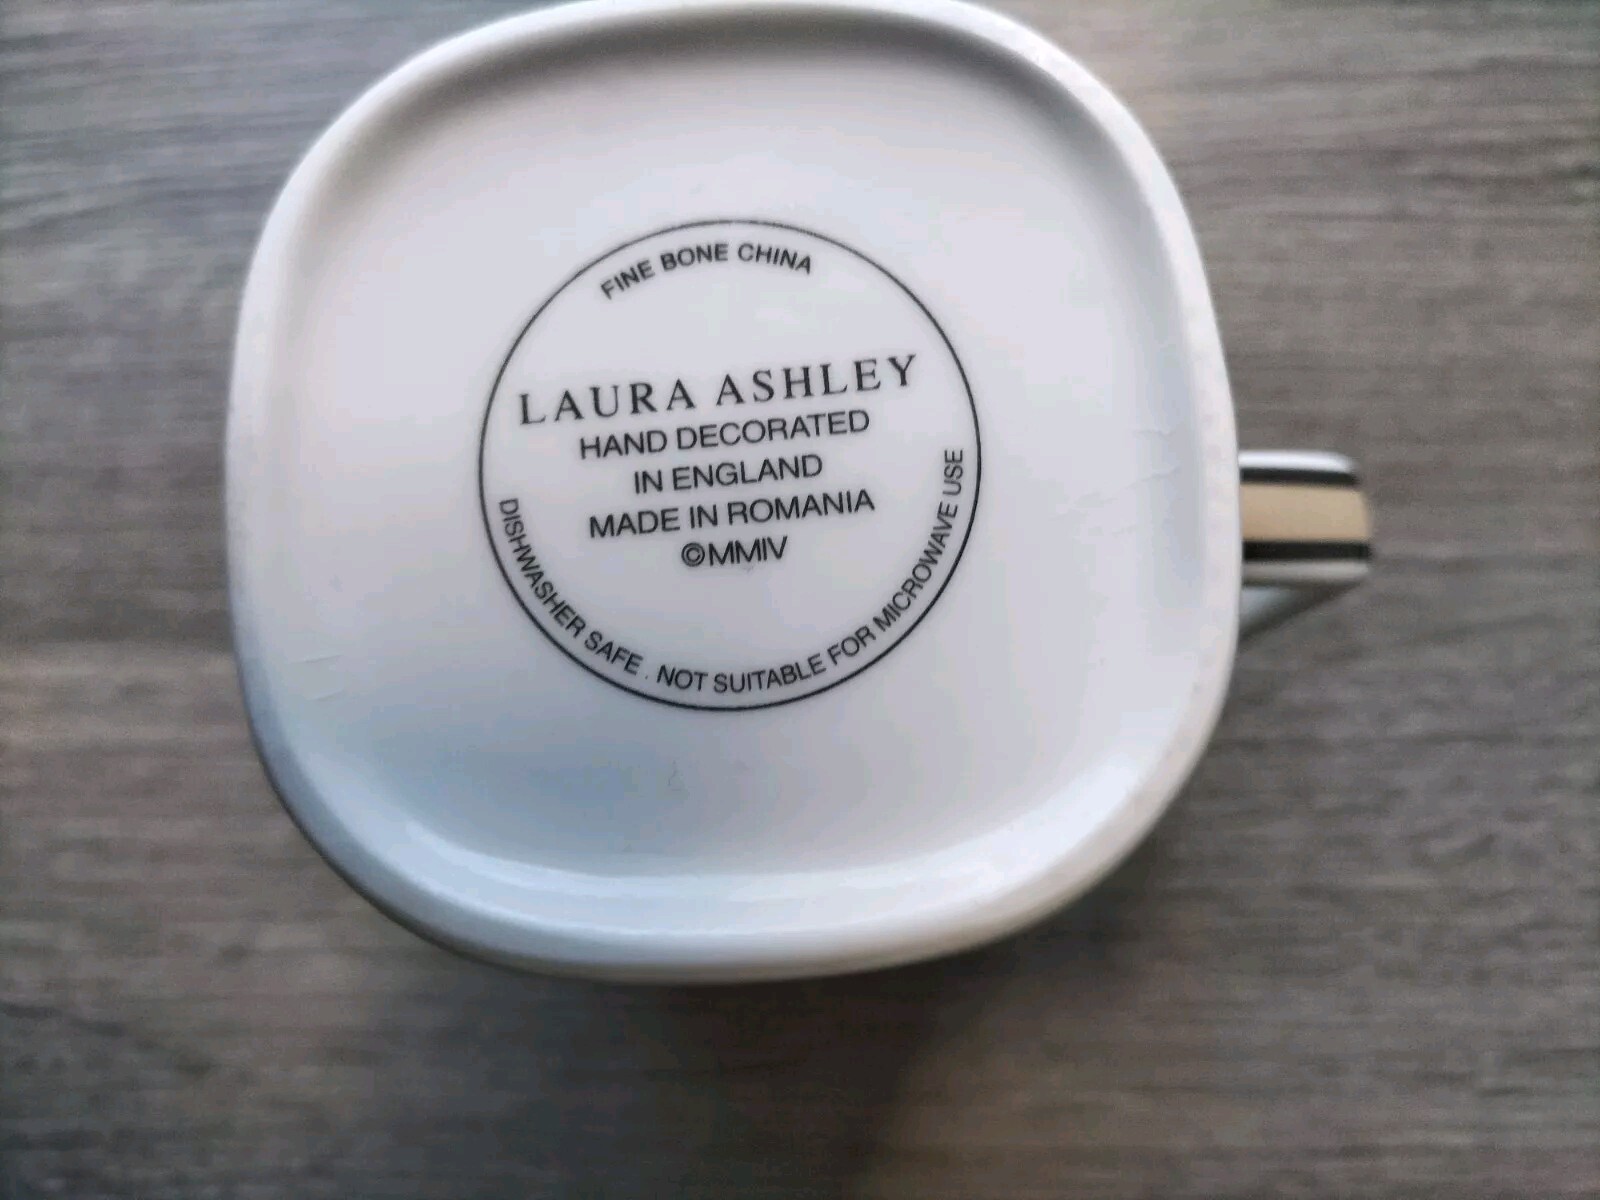 FINE BONE CHINA
LAURA ASHLEY
HAND DECORATED
IN ENGLAND
MADE IN ROMANIA
©MMIV
DISHWASHER SAFE . NOT SUITABLE FOR MICROWAVE USE